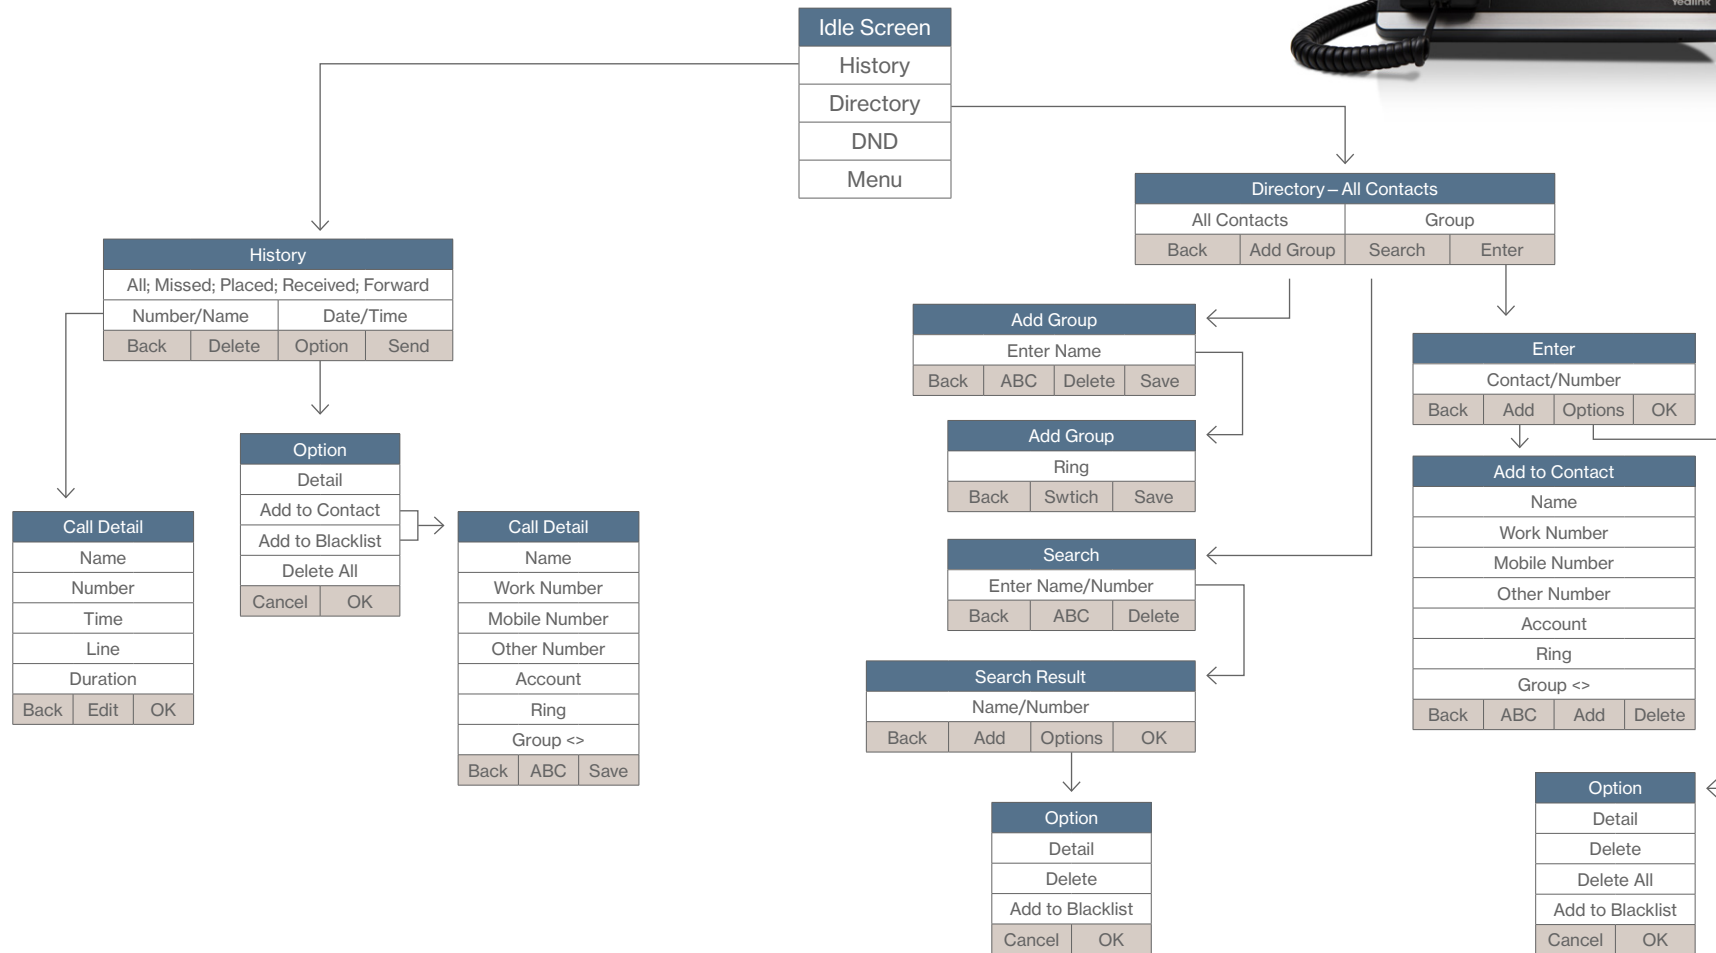 Yealink
Idle Screen
History
Directory
DND
Menu
History
All; Missed; Placed; Received; Forward
Number/Name Date/Time
Back Delete Option Send
Option
Detail
Add to Contact
Add to Blacklist
Delete All
Cancel OK
Call Detail
Name
Number
Time
Line
Duration
Back Edit OK
Call Detail
Name
Work Number
Mobile Number
Other Number
Account
Ring
Group <>
Back ABC Save
Directory – All Contacts
All Contacts Group
Back Add Group Search Enter
Add Group
Enter Name
Back ABC Delete Save
Add Group
Ring
Back Swtich Save
Search
Enter Name/Number
Back ABC Delete
Search Result
Name/Number
Back Add Options OK
Option
Detail
Delete
Add to Blacklist
Cancel OK
Enter
Contact/Number
Back Add Options OK
Add to Contact
Name
Work Number
Mobile Number
Other Number
Account
Ring
Group <>
Back ABC Add Delete
Option
Detail
Delete
Delete All
Add to Blacklist
Cancel OK